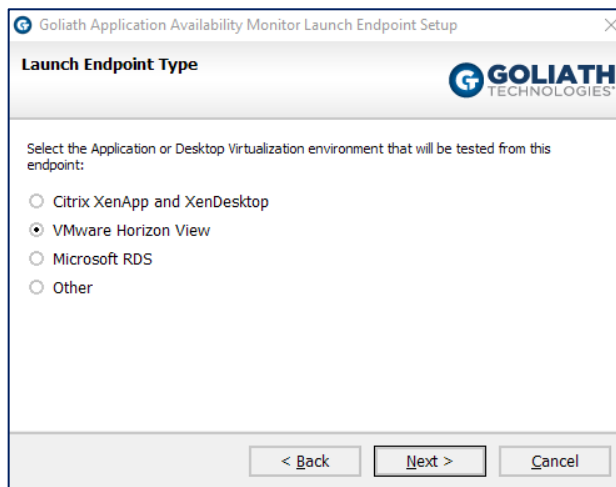 Goliath Application Availability Monitor Launch Endpoint Setup
Launch Endpoint Type
GOLIATH
TECHNOLOGIES
Select the Application or Desktop Virtualization environment that will be tested from this
endpoint:
Citrix XenApp and XenDesktop
VMware Horizon View
Microsoft RDS
Other
< Back
Next >
Cancel